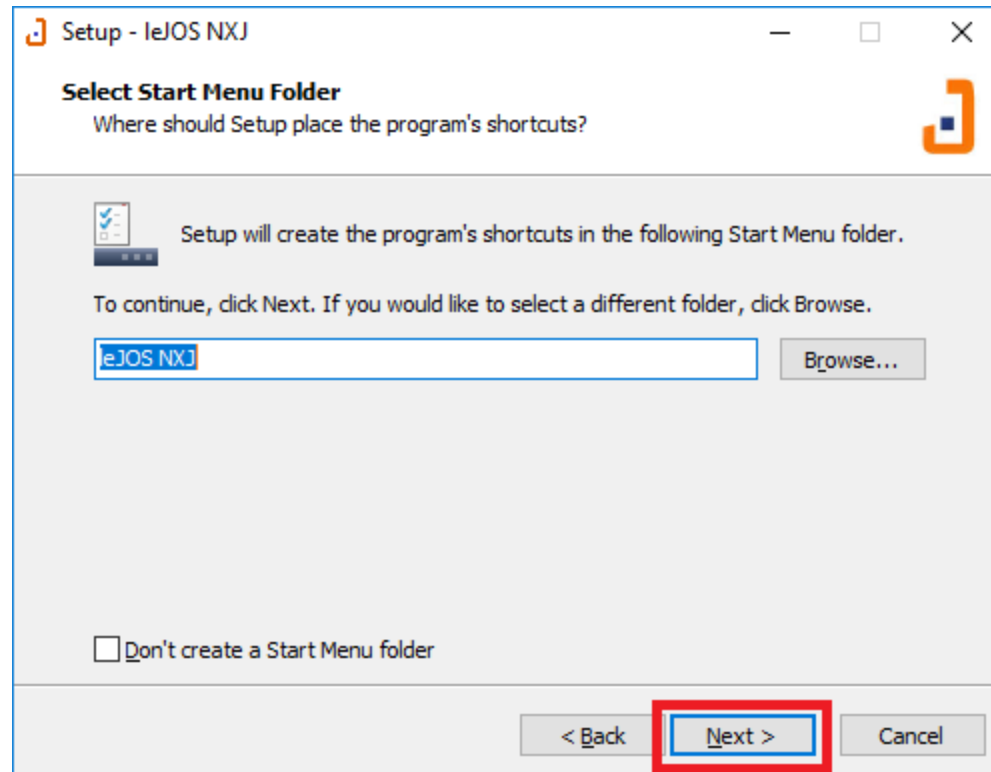 Setup - leJOS NXJ
Select Start Menu Folder
Where should Setup place the program's shortcuts?
Setup will create the program's shortcuts in the following Start Menu folder.
To continue, click Next. If you would like to select a different folder, click Browse.
leJOS NXJ
Browse...
Don't create a Start Menu folder
< Back
Next >
Cancel